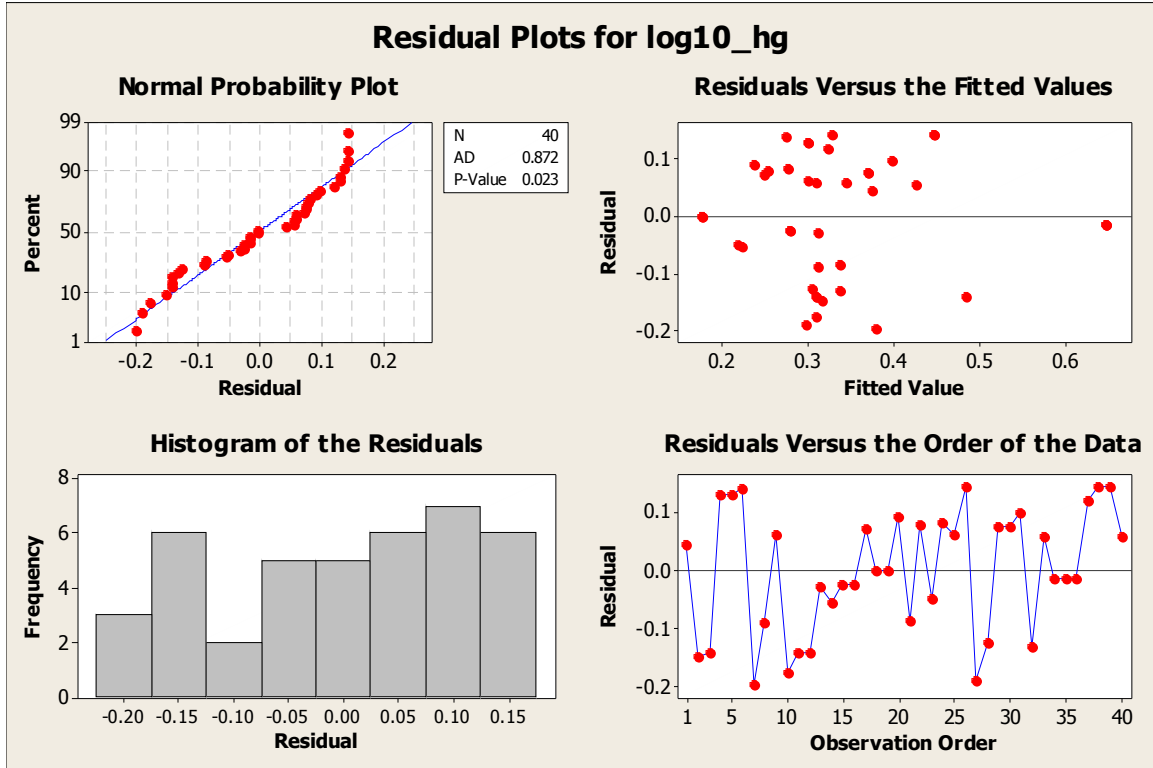 Residual Plots for log10_hg
Normal Probability Plot
99
90
50
10
1
Percent
-0.2 -0.1 0.0 0.1 0.2
Residual
N 40
AD 0.872
P-Value 0.023
Residuals Versus the Fitted Values
0.1
0.0
-0.1
-0.2
Residual
0.2 0.3 0.4 0.5 0.6
Fitted Value
Histogram of the Residuals
8
6
4
2
0
Frequency
-0.20 -0.15 -0.10 -0.05 0.00 0.05 0.10 0.15
Residual
Residuals Versus the Order of the Data
0.1
0.0
-0.1
-0.2
Residual
1 5 10 15 20 25 30 35 40
Observation Order